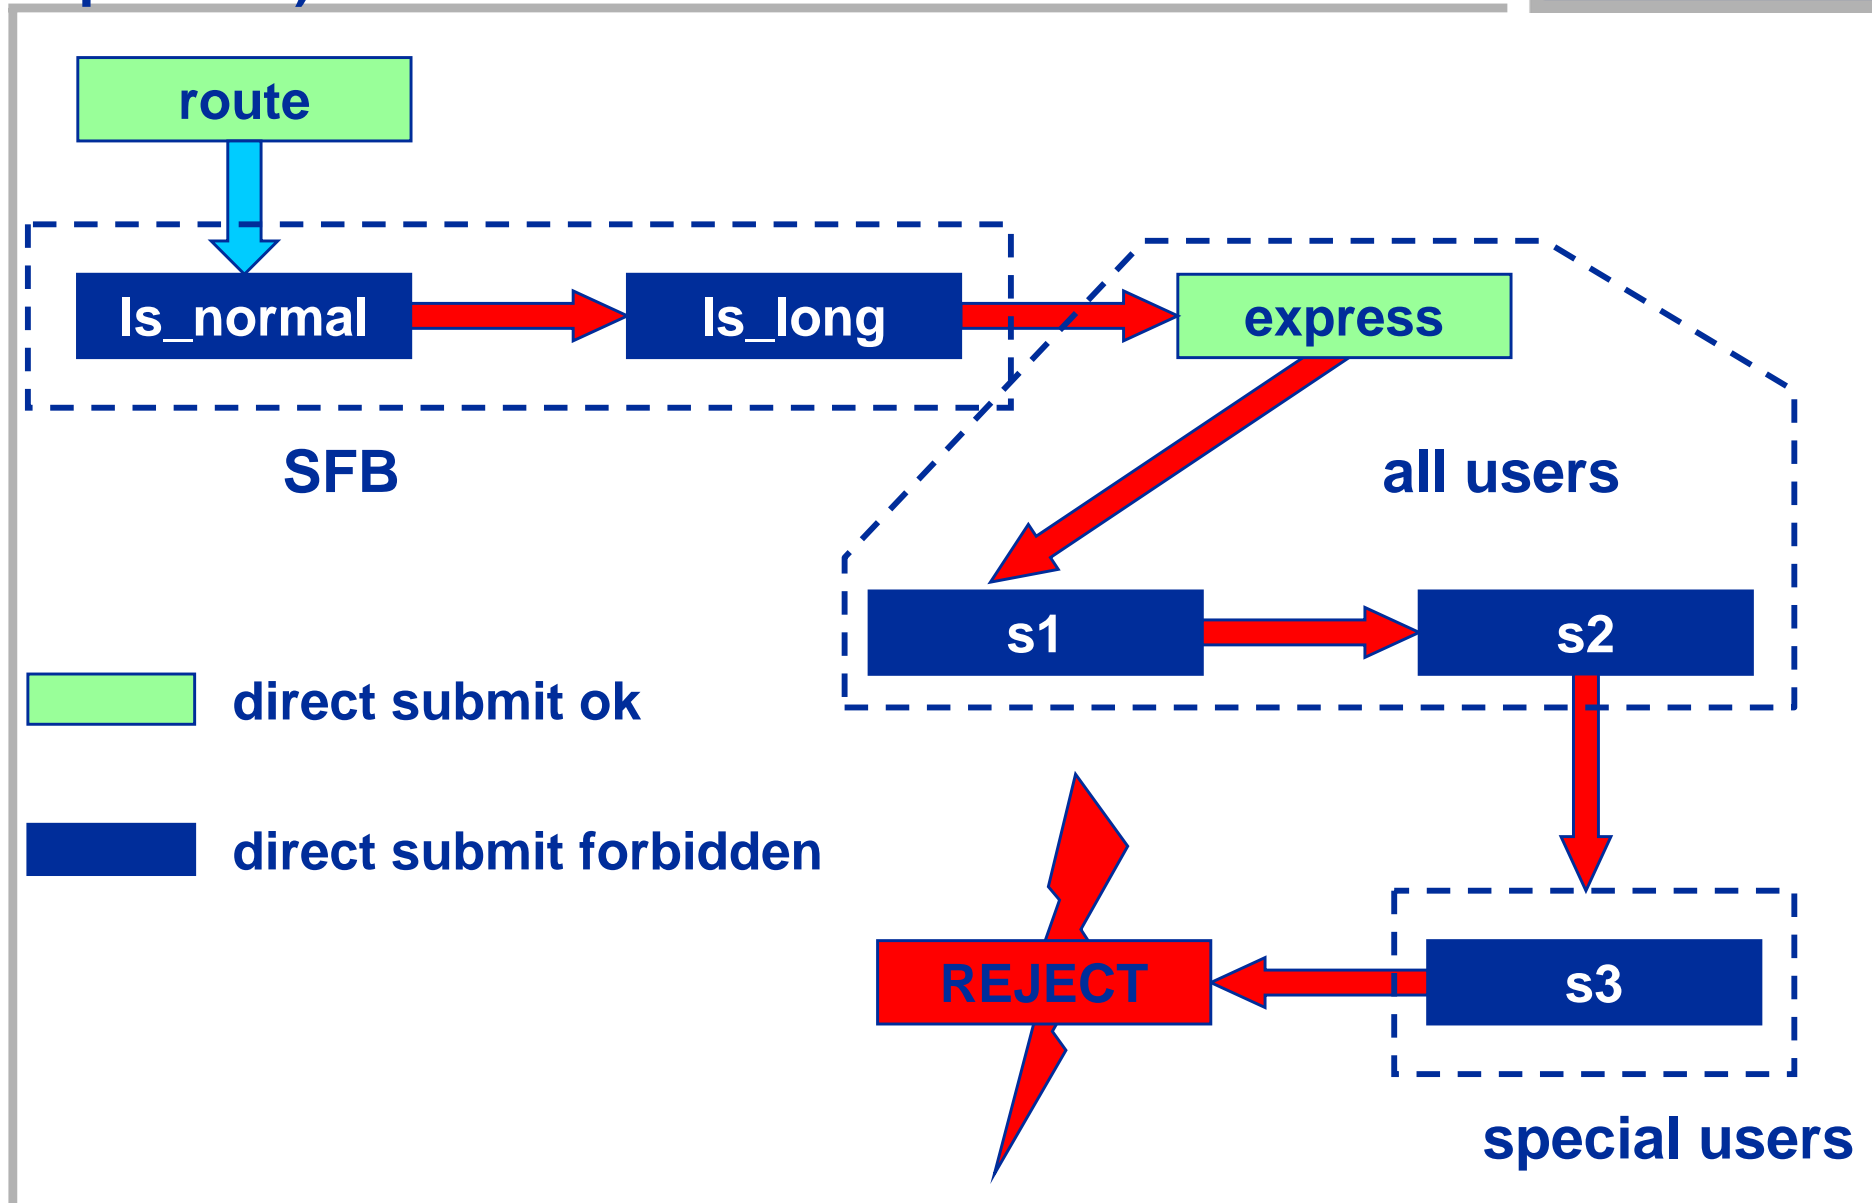 route
ls_normal
ls_long
express
SFB
all users
s1
s2
direct submit ok
direct submit forbidden
REJECT
s3
special users